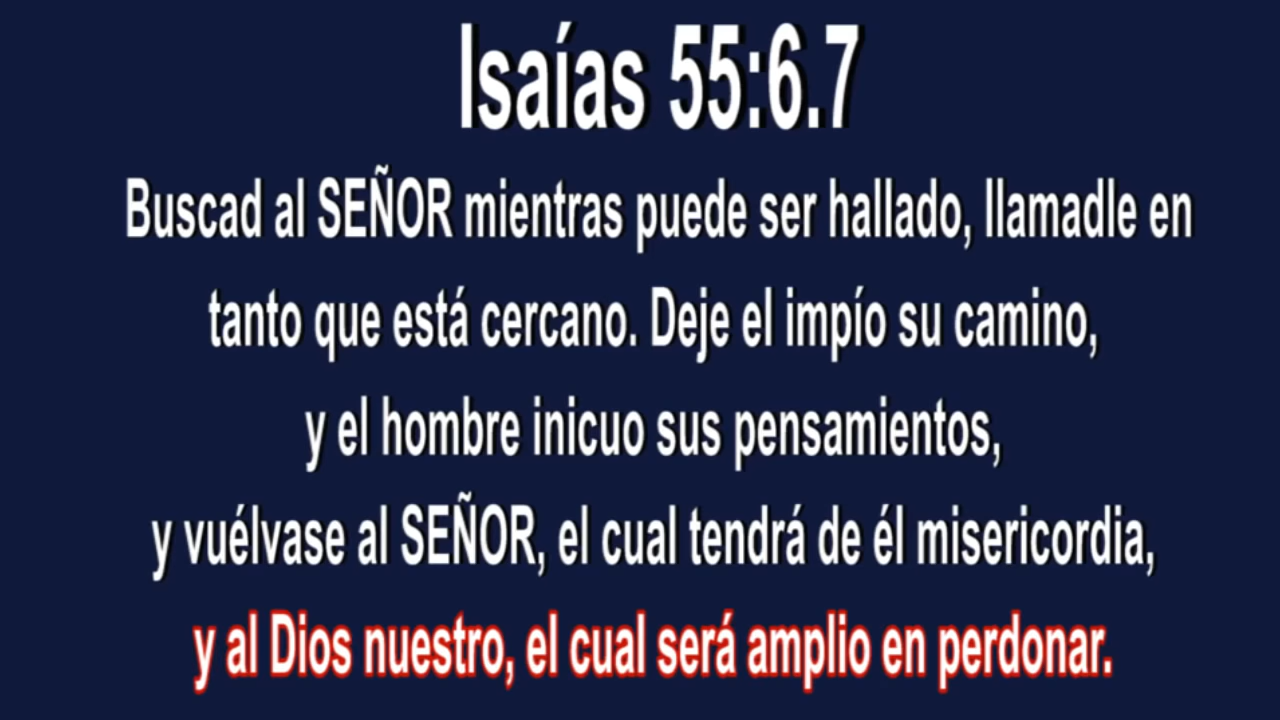 Isaías 55:6.7
Buscad al SEÑOR mientras puede ser hallado, llamadle en
tanto que está cercano. Deje el impío su camino,
y el hombre inicuo sus pensamientos,
y vuélvase al SEÑOR, el cual tendrá de él misericordia,
y al Dios nuestro, el cual será amplio en perdonar.